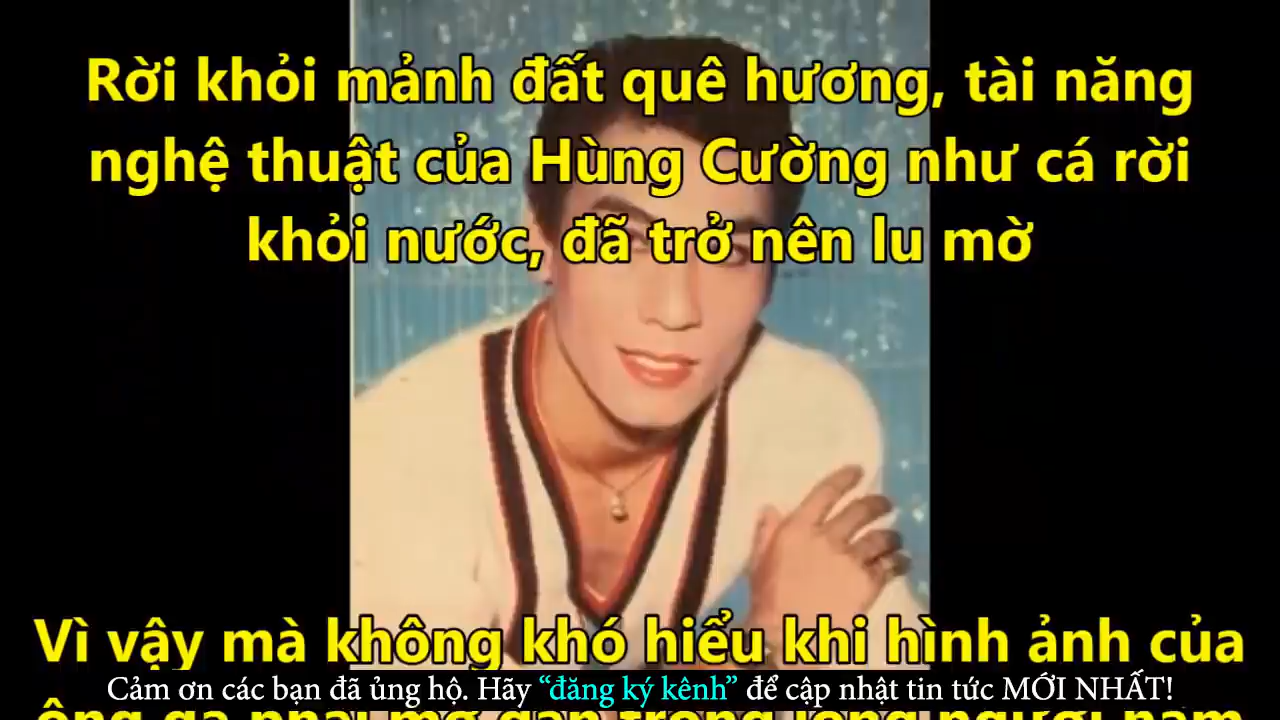 Rời khỏi mảnh đất quê hương, tài năng
nghệ thuật của Hùng Cường như cá rời
khỏi nước, đã trở nên lu mờ
Vì vậy mà không khó hiểu khi hình ảnh của
Cảm ơn các bạn đã ủng hộ. Hãy “đăng ký kênh” để cập nhật tin tức MỚI NHẤT!